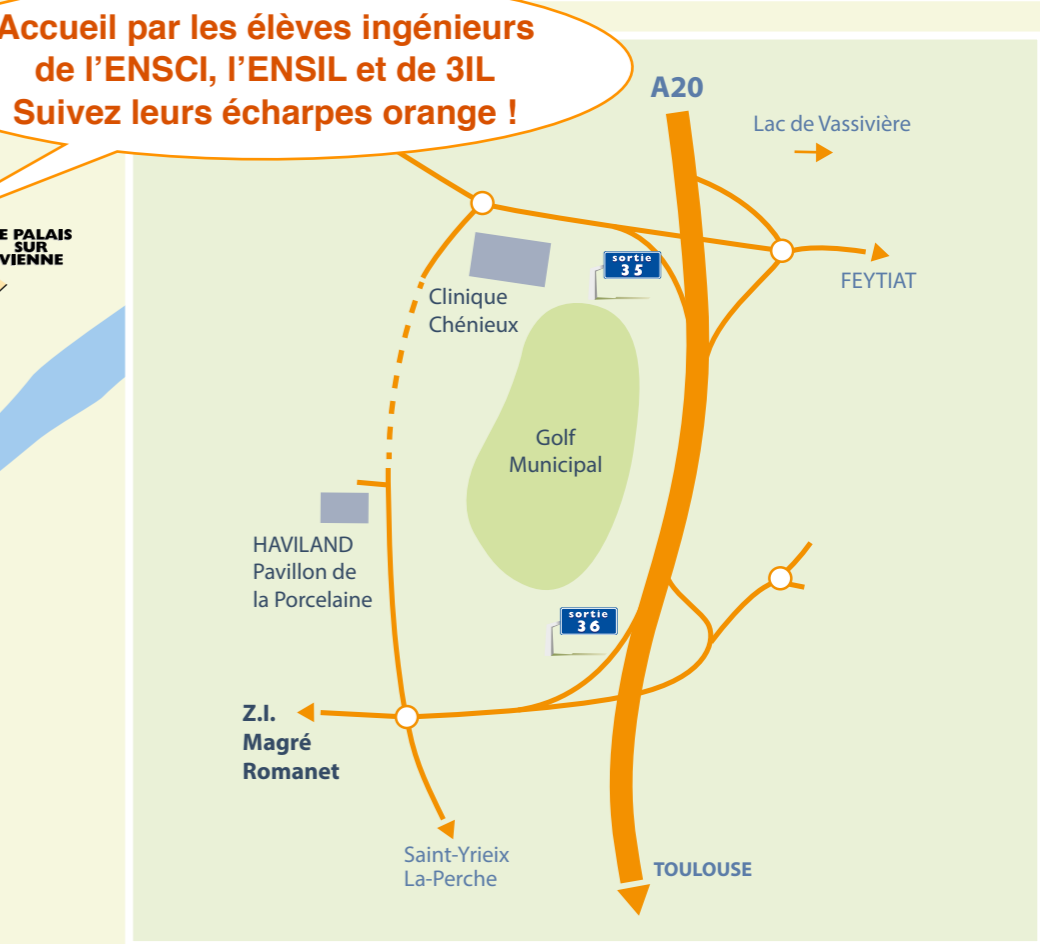 Accueil par les élèves ingénieurs
de l'ENSCI, l'ENSIL et de 3IL
Suivez leurs écharpes orange !
A20
Lac de Vassivière
E PALAIS
SUR
VIENNE
sortie
35
FEYTIAT
Clinique
Chénieux
Golf
Municipal
HAVILAND
Pavillon de
la Porcelaine
sortie
36
Z.I.
Magré
Romanet
Saint-Yrieix
La-Perche
TOULOUSE